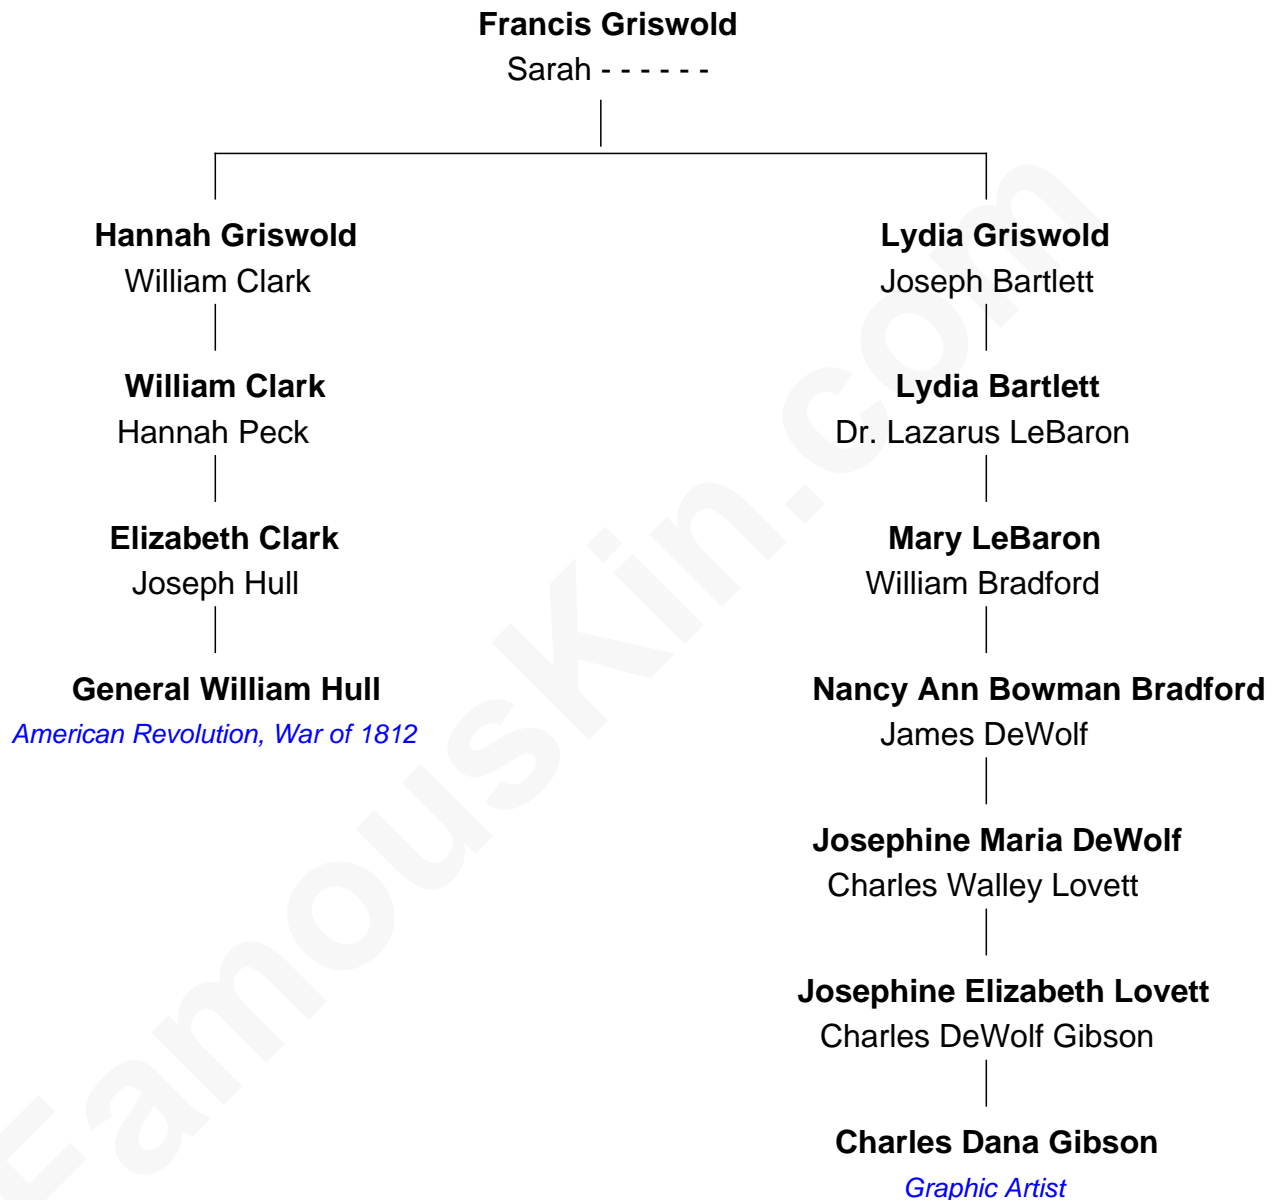 Francis Griswold
Sarah - - - - - -
Hannah Griswold
William Clark
Lydia Griswold
Joseph Bartlett
William Clark
Hannah Peck
Lydia Bartlett
Dr. Lazarus LeBaron
Elizabeth Clark
Joseph Hull
Mary LeBaron
William Bradford
General William Hull
American Revolution, War of 1812
Nancy Ann Bowman Bradford
James DeWolf
Josephine Maria DeWolf
Charles Walley Lovett
Josephine Elizabeth Lovett
Charles DeWolf Gibson
Charles Dana Gibson
Graphic Artist
FamousKin.com